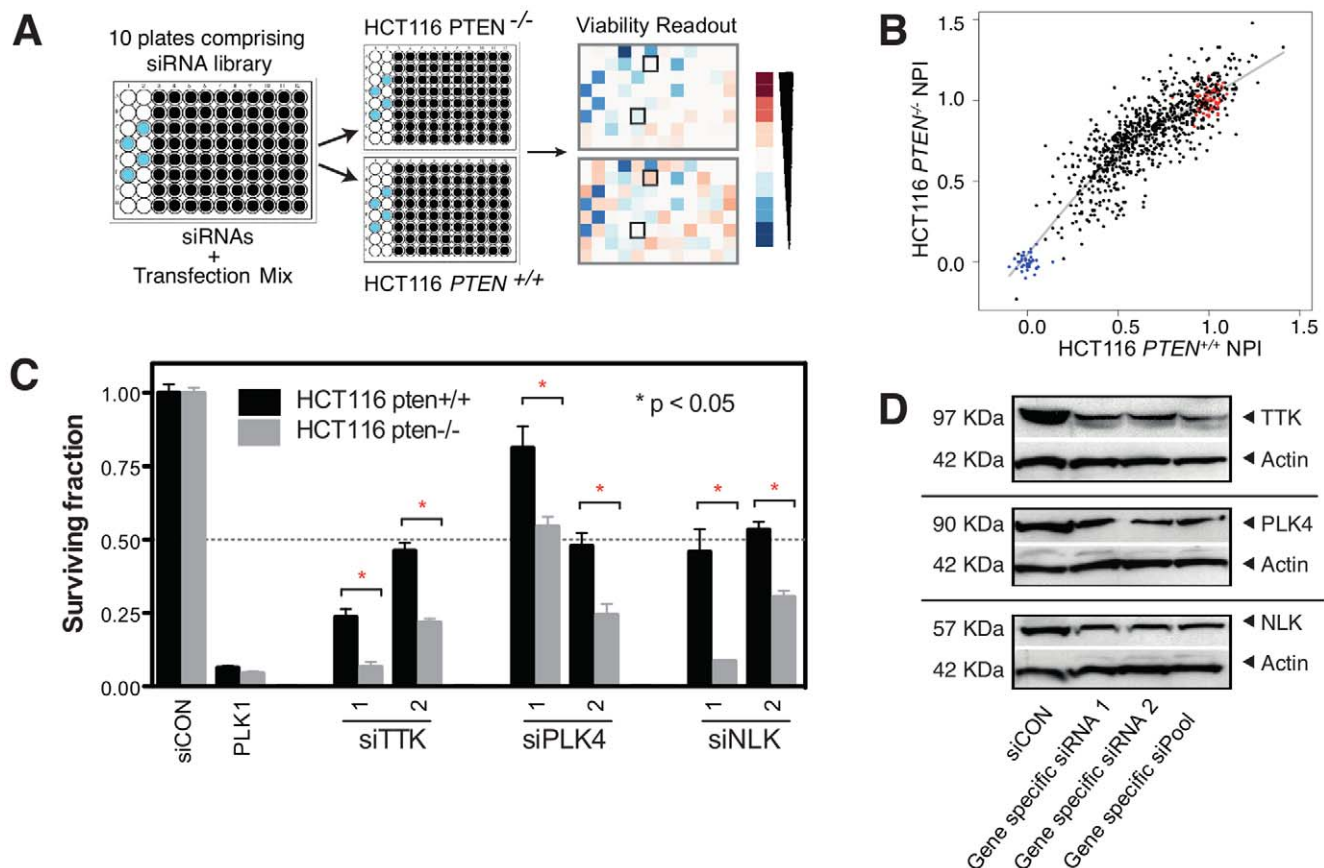 A
10 plates comprising
siRNA library
siRNAs
+
Transfection Mix
HCT116 PTEN -/-
HCT116 PTEN +/+
Viability Readout
B
HCT116 PTEN-/- NPI
1.5
1.0
0.5
0.0
0.0 0.5 1.0 1.5
HCT116 PTEN+/+ NPI
C
Surviving fraction
1.00
0.75
0.50
0.25
0.00
HCT116 pten+/+
HCT116 pten-/-
* p < 0.05
* * * * * *
siCON PLK1 1 2 1 2 1 2
siTTK siPLK4 siNLK
D
97 KDa TTK
42 KDa Actin
90 KDa PLK4
42 KDa Actin
57 KDa NLK
42 KDa Actin
siCON
Gene specific siRNA 1
Gene specific siRNA 2
Gene specific siPool